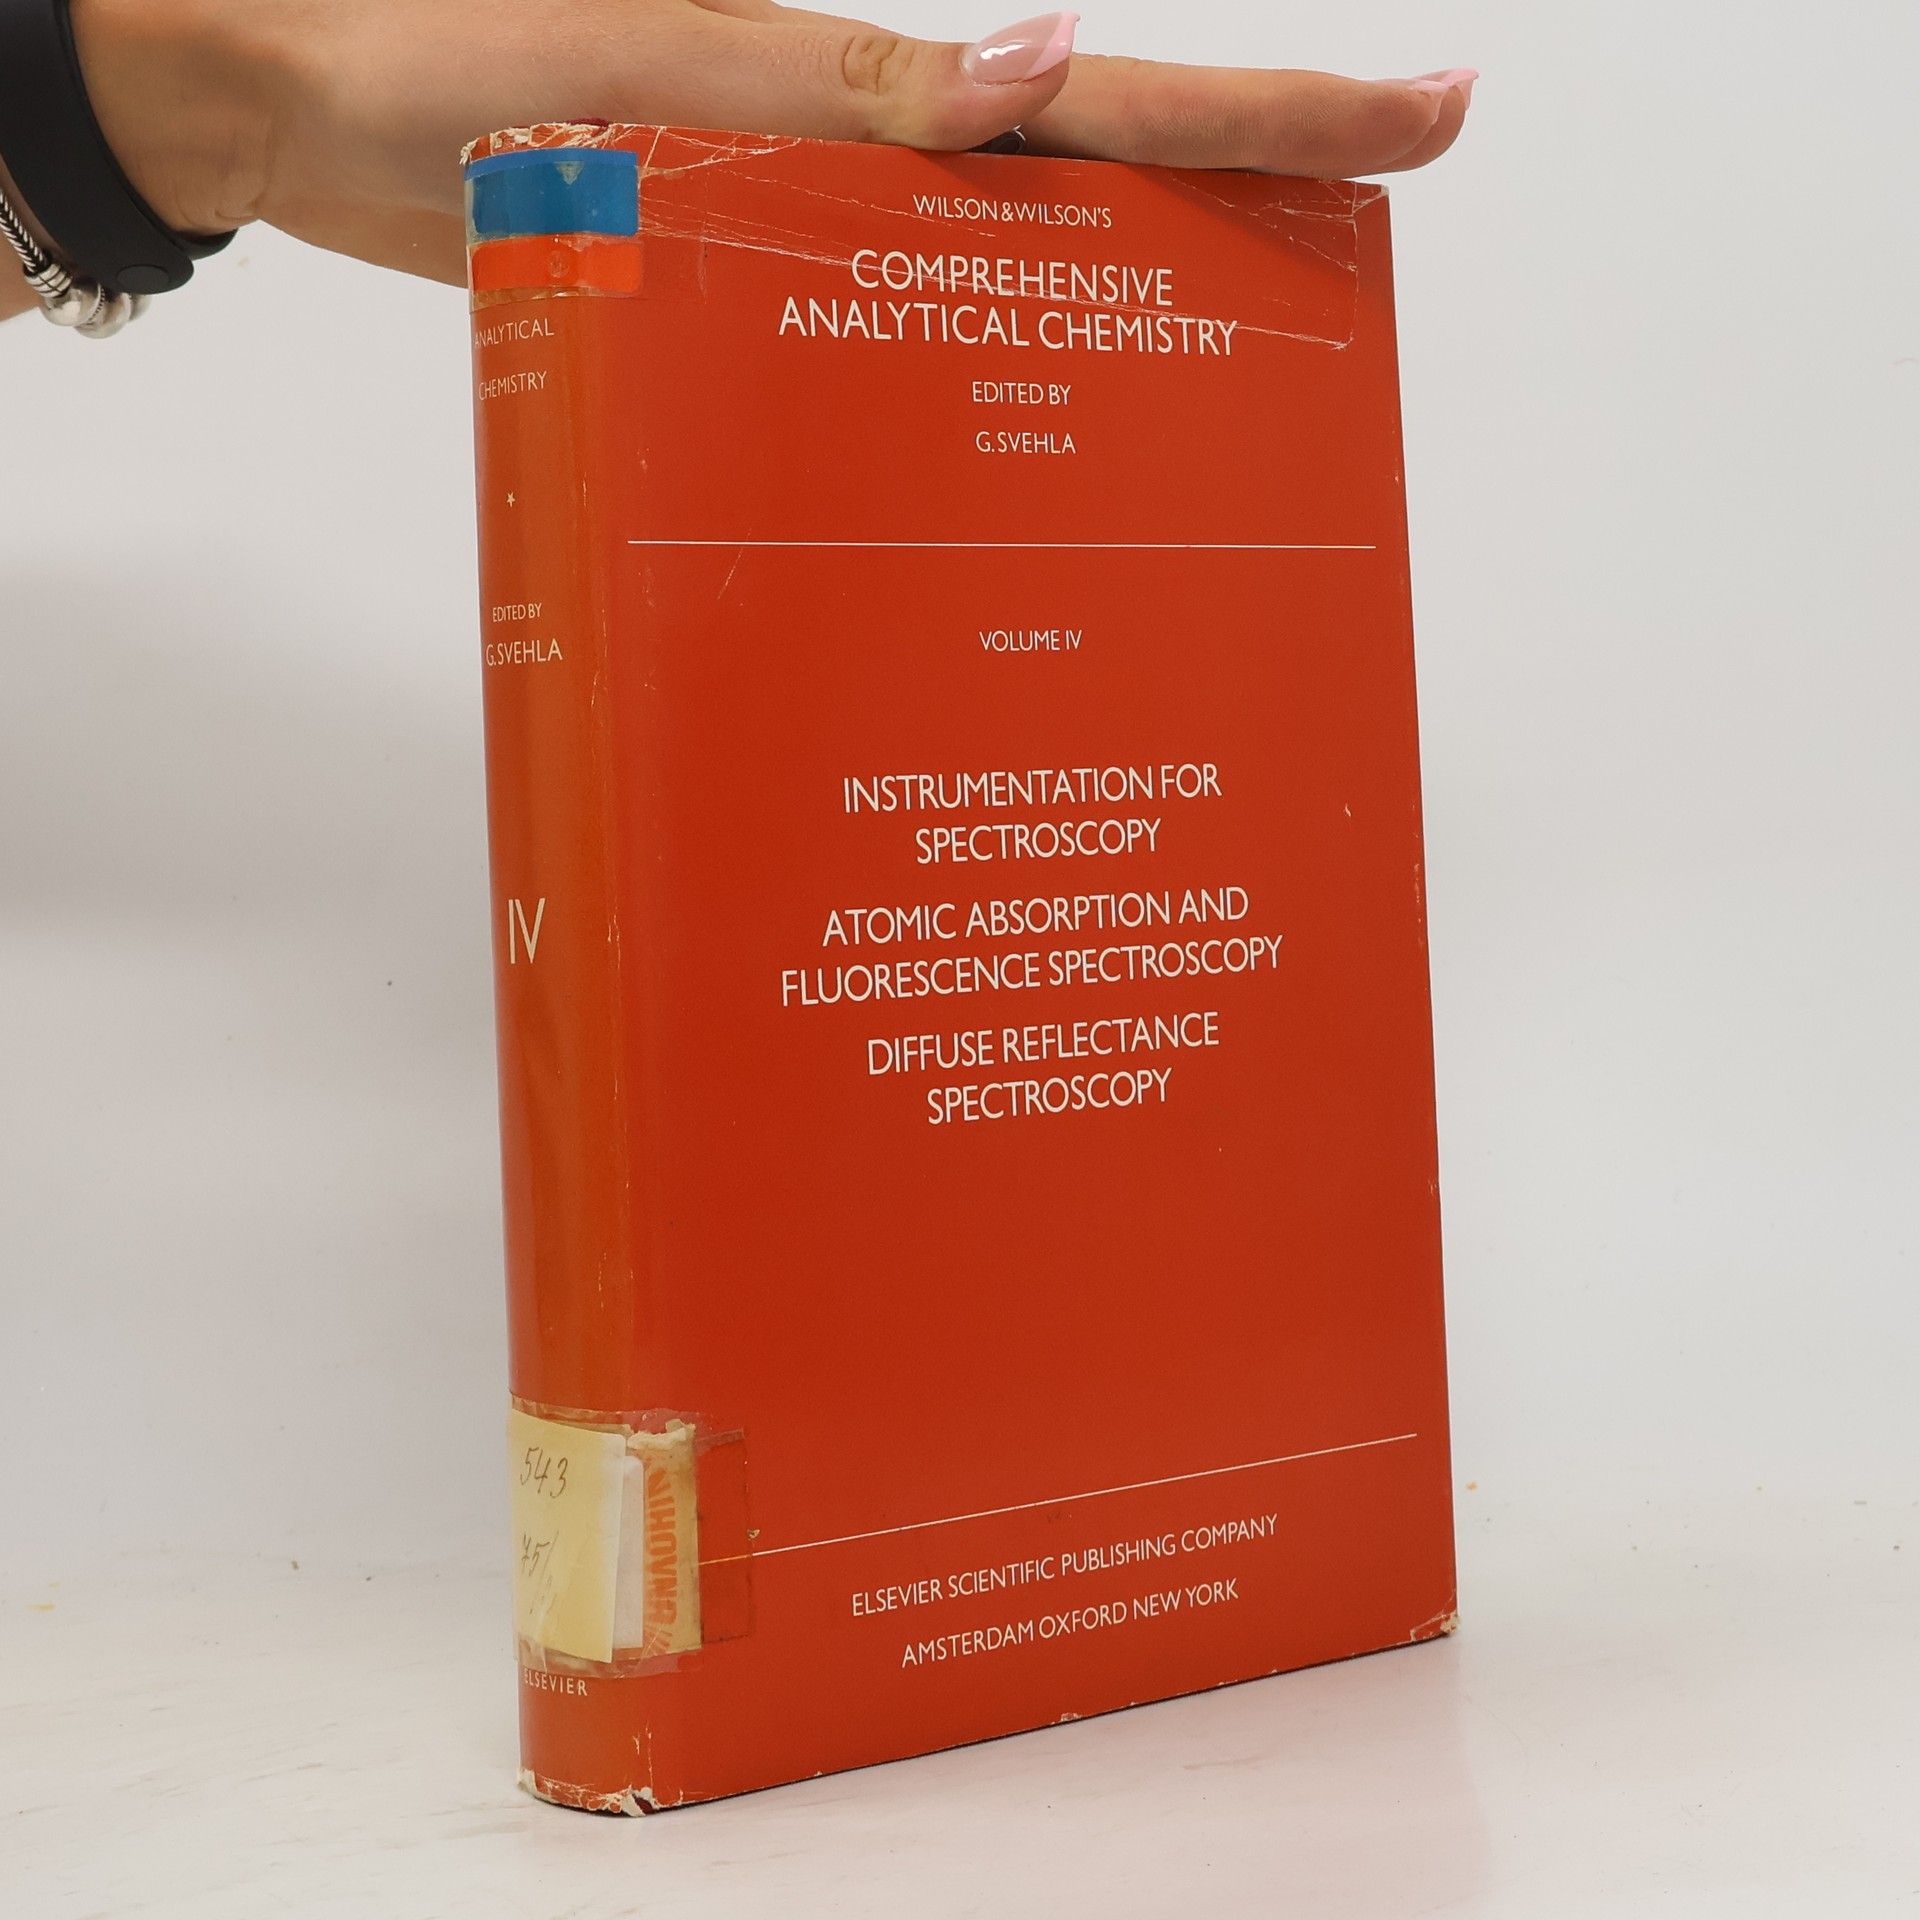 WILSON & WILSON'S
COMPREHENSIVE
ANALYTICAL CHEMISTRY
EDITED BY
G. SVEHLA
VOLUME IV
INSTRUMENTATION FOR
SPECTROSCOPY
ATOMIC ABSORPTION AND
FLUORESCENCE SPECTROSCOPY
DIFFUSE REFLECTANCE
SPECTROSCOPY
ELSEVIER SCIENTIFIC PUBLISHING COMPANY
AMSTERDAM OXFORD NEW YORK
ANALYTICAL
CHEMISTRY
EDITED BY
G. SVEHLA
IV
543
ELSEVIER